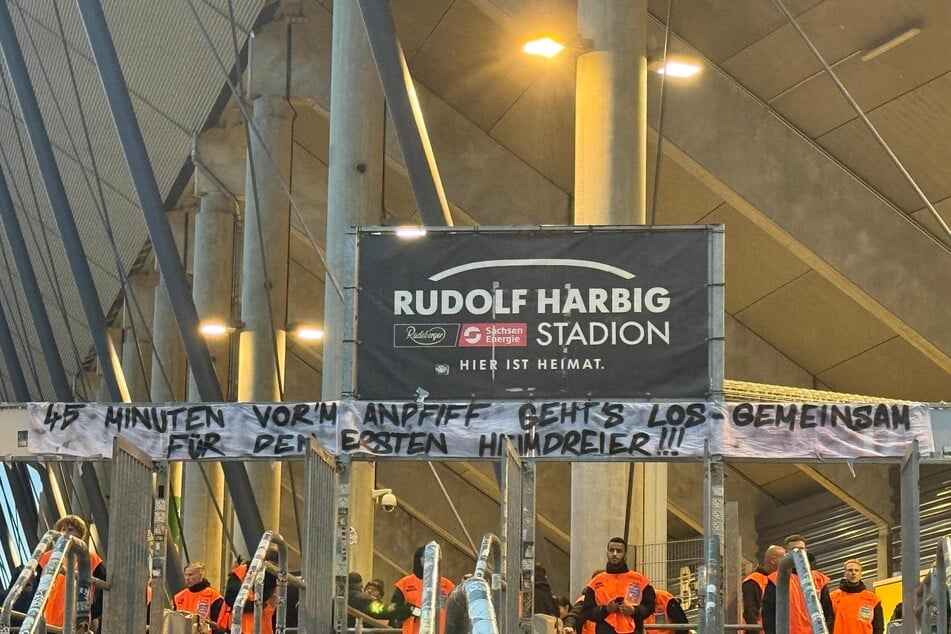 RUDOLF HARBIG
Radeberger Sachsen Energie STADION
HIER IST HEIMAT.
45 MINUTEN VOR'M ANPFIFF GEHT'S LOS - GEMEINSAM
FÜR DEN ERSTEN HEIMDREIER!!!